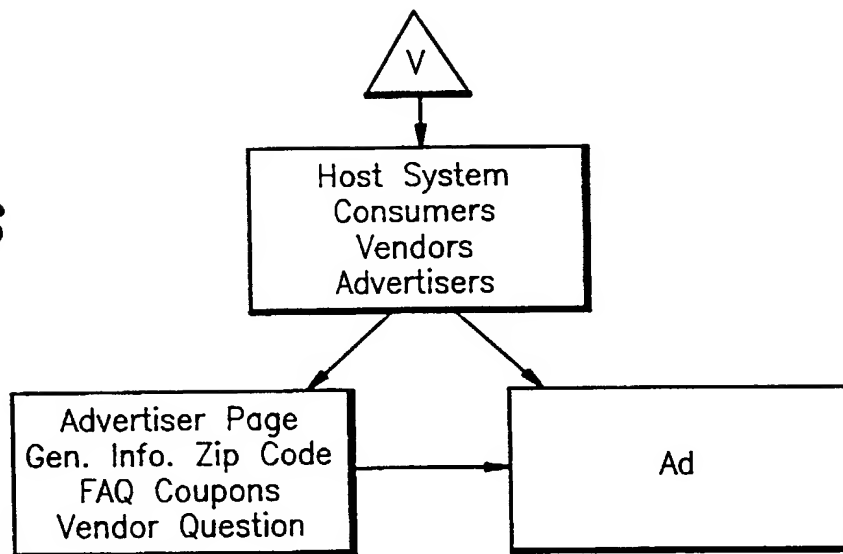 V
Host System
Consumers
Vendors
Advertisers
Advertiser Page
Gen. Info. Zip Code
FAQ Coupons
Vendor Question
Ad